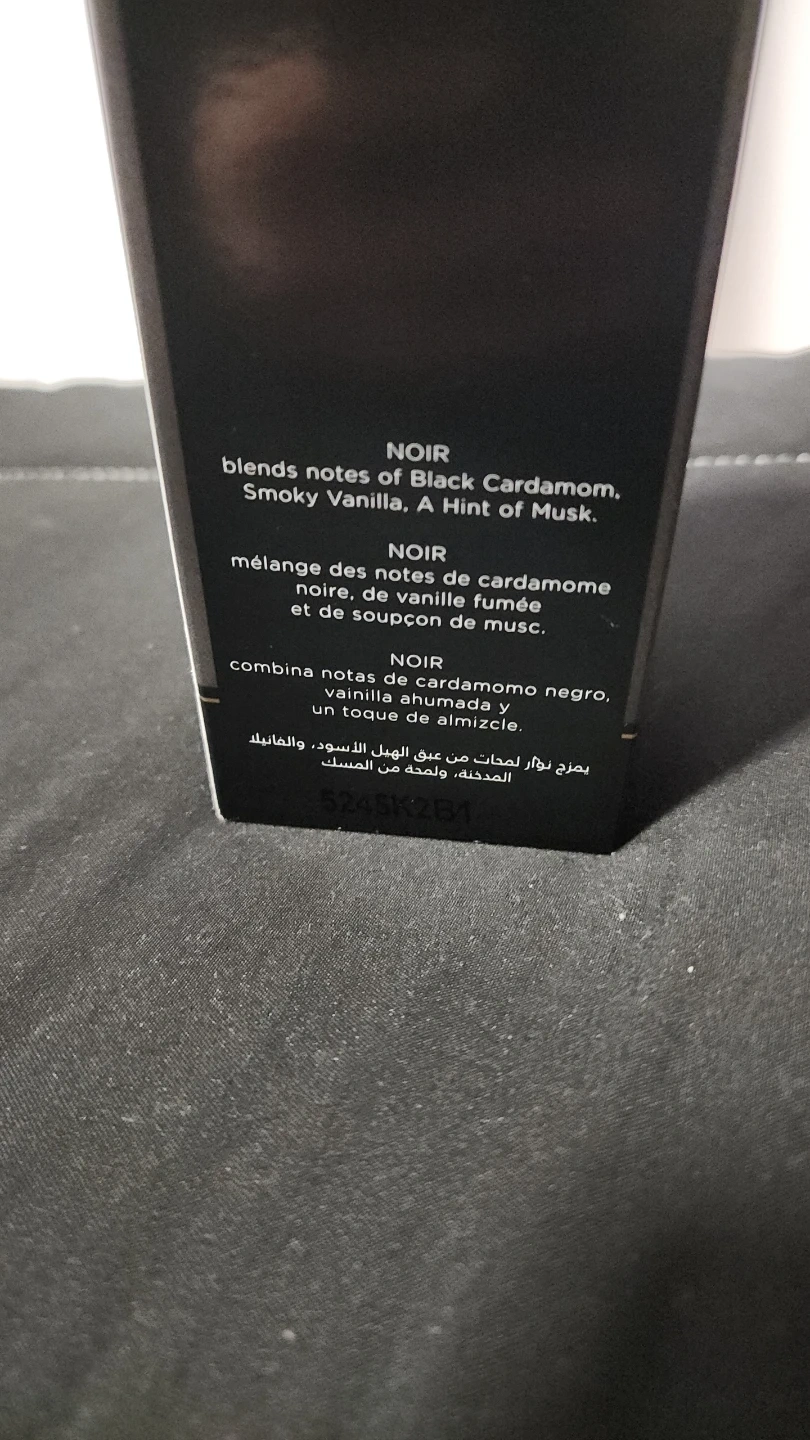 NOIR
blends notes of Black Cardamom,
Smoky Vanilla, A Hint of Musk.
NOIR
mélange des notes de cardamome
noire, de vanille fumée
et de soupçon de musc.
NOIR
combina notas de cardamomo negro,
vainilla ahumada y
un toque de almizcle.
يمزج نوْار لمحات من عبق الهيل الأسود، والفانيلا
المدخنة، ولمحة من المسك
5245K2B1